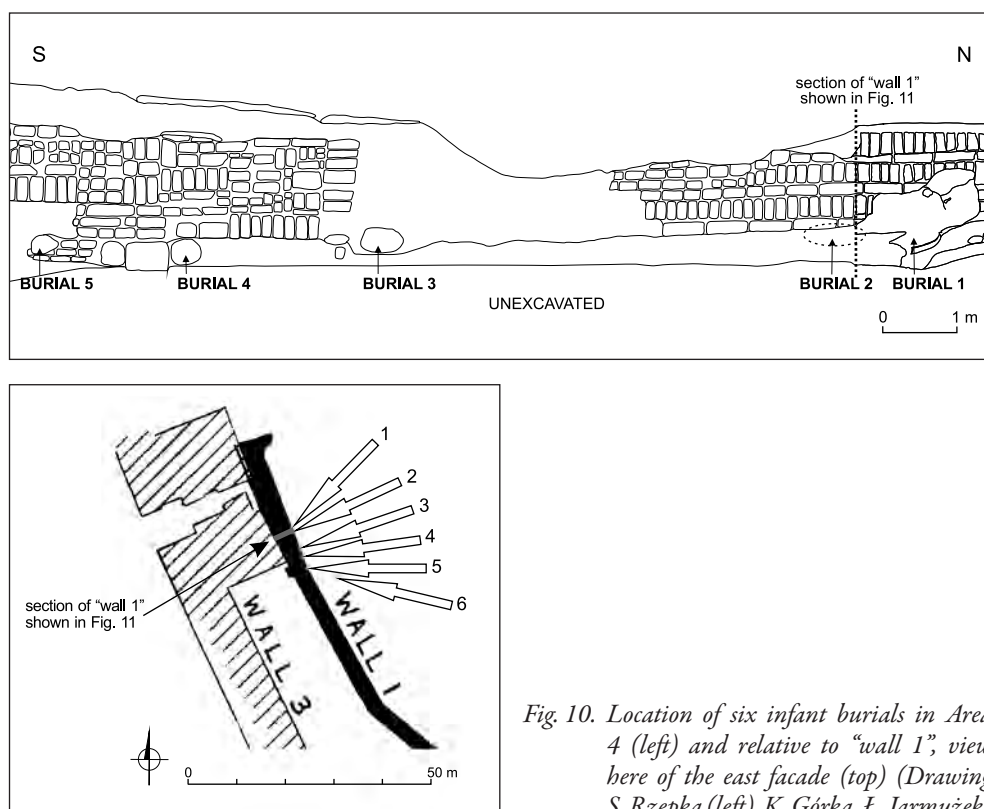 S
N
section of "wall 1"
shown in Fig. 11
BURIAL 5
BURIAL 4
BURIAL 3
BURIAL 2
BURIAL 1
UNEXCAVATED
0
1 m
1
2
3
4
5
6
section of "wall 1"
shown in Fig. 11
WALL 3
WALL 1
0
50 m
Fig. 10. Location of six infant burials in Area
4 (left) and relative to "wall 1", view
here of the east facade (top) (Drawing
S. Rzepka (left), K. Górka, Ł. Jarmużek